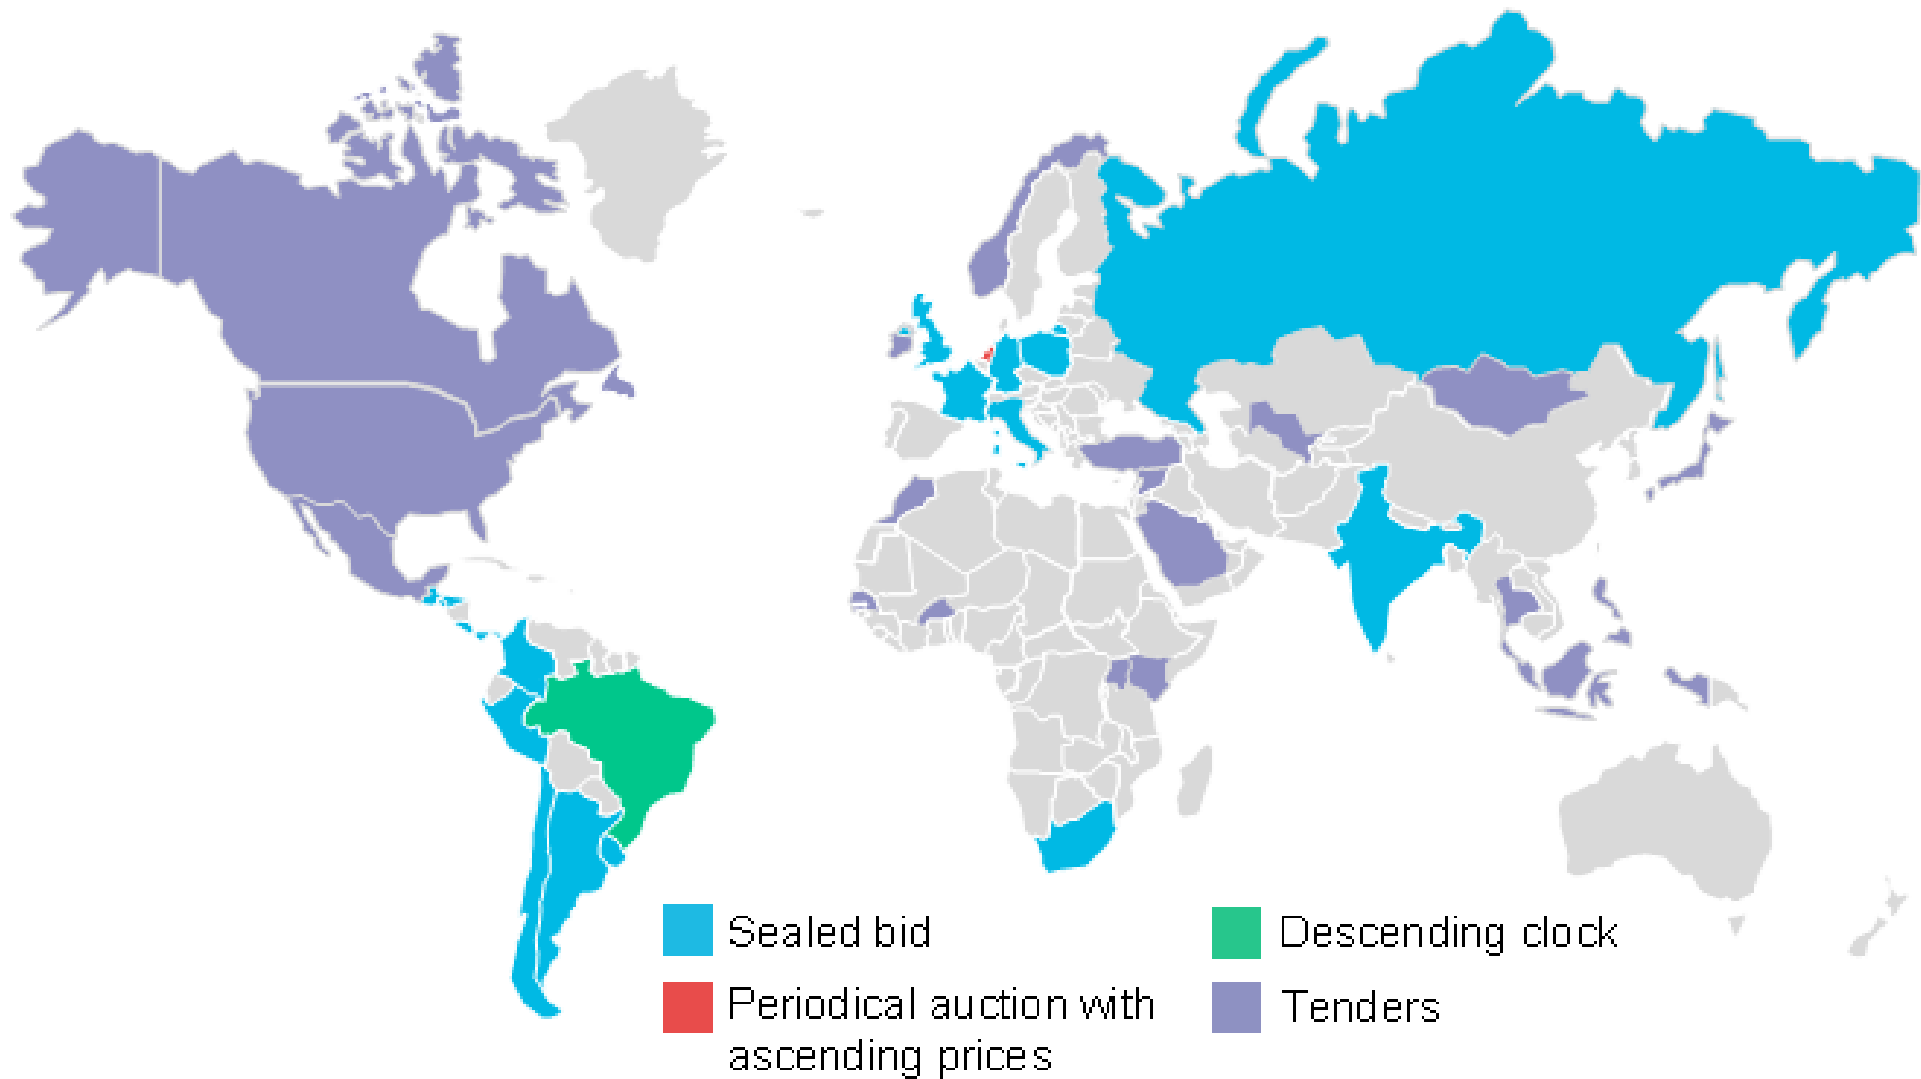 Sealed bid
Periodical auction with
ascending prices
Descending clock
Tenders